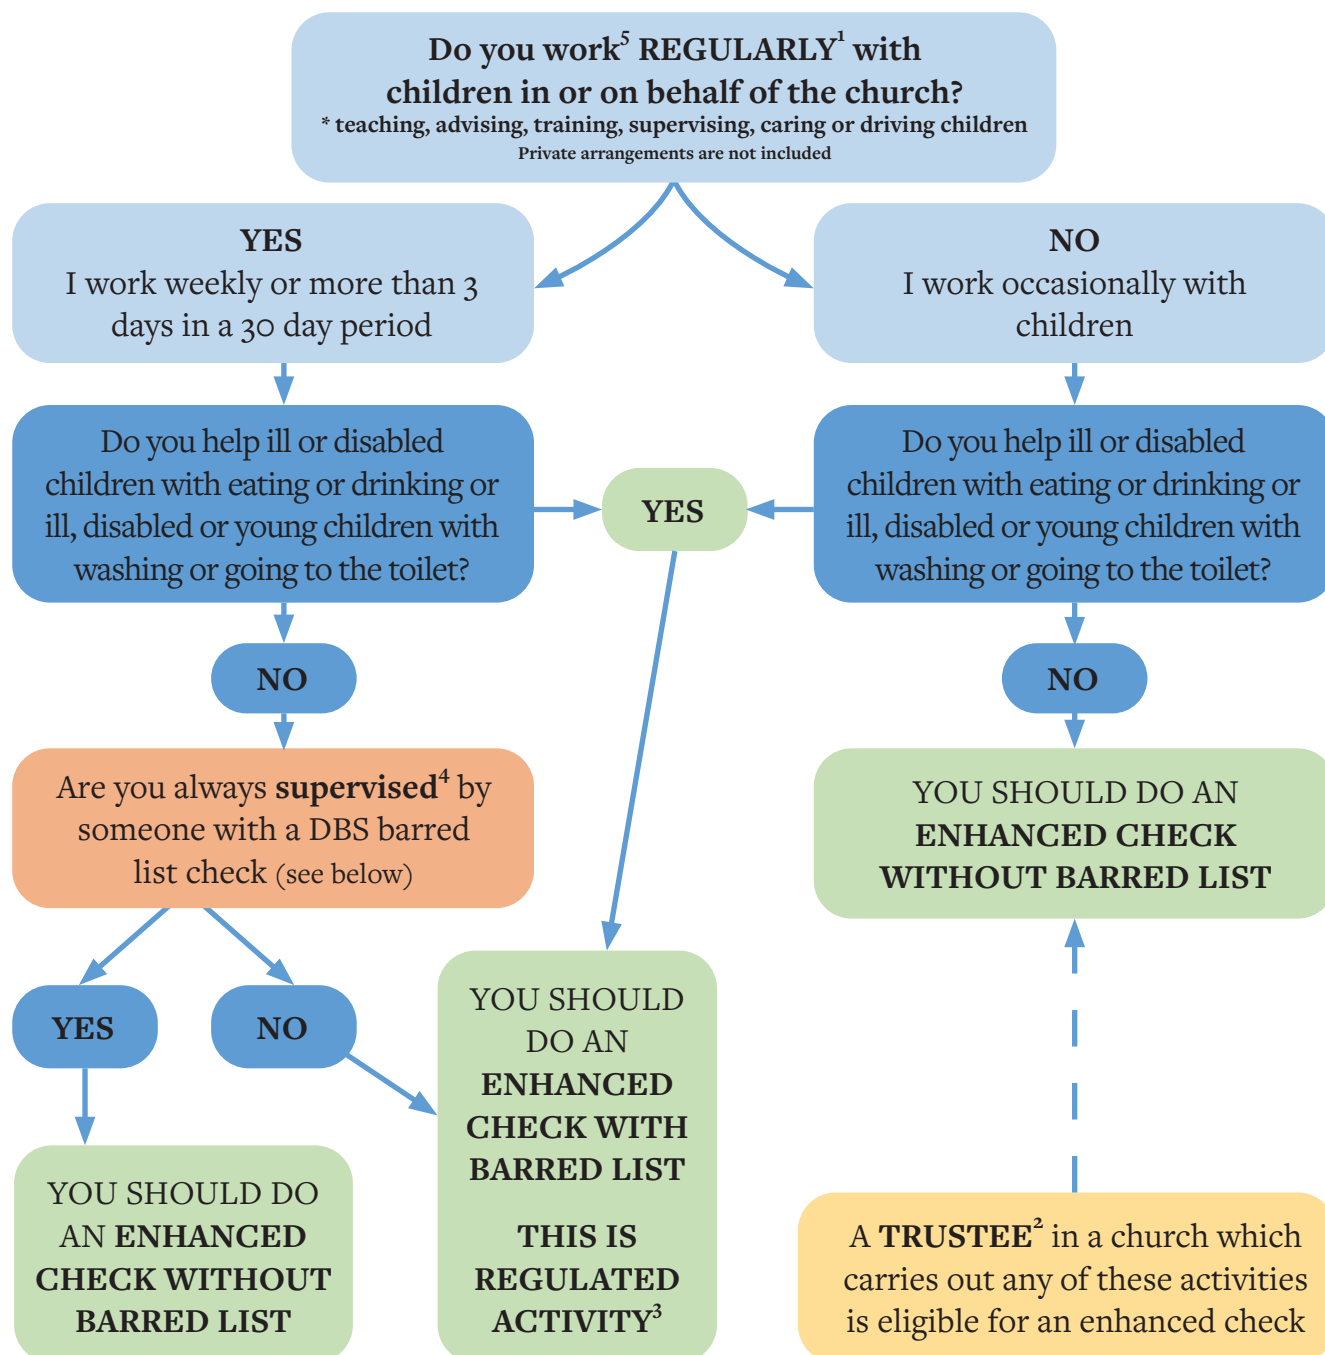 Do you work⁵ REGULARLY¹ with
children in or on behalf of the church?
* teaching, advising, training, supervising, caring or driving children
Private arrangements are not included
YES
I work weekly or more than 3
days in a 30 day period
NO
I work occasionally with
children
Do you help ill or disabled
children with eating or drinking or
ill, disabled or young children with
washing or going to the toilet?
YES
Do you help ill or disabled
children with eating or drinking or
ill, disabled or young children with
washing or going to the toilet?
NO
NO
Are you always supervised⁴ by
someone with a DBS barred
list check (see below)
YOU SHOULD DO AN
ENHANCED CHECK
WITHOUT BARRED LIST
YES
NO
YOU SHOULD
DO AN
ENHANCED
CHECK WITH
BARRED LIST
THIS IS
REGULATED
ACTIVITY³
YOU SHOULD DO
AN ENHANCED
CHECK WITHOUT
BARRED LIST
A TRUSTEE² in a church which
carries out any of these activities
is eligible for an enhanced check